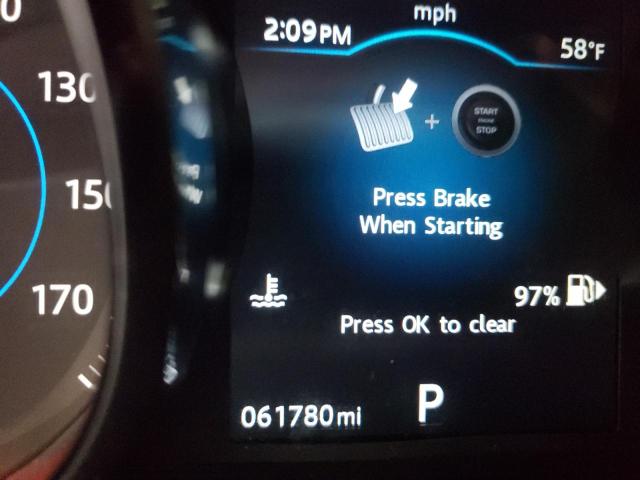 mph
2:09PM
58°F
130
150
170
START
STOP
+
Press Brake
When Starting
97%
Press OK to clear
061780mi
P